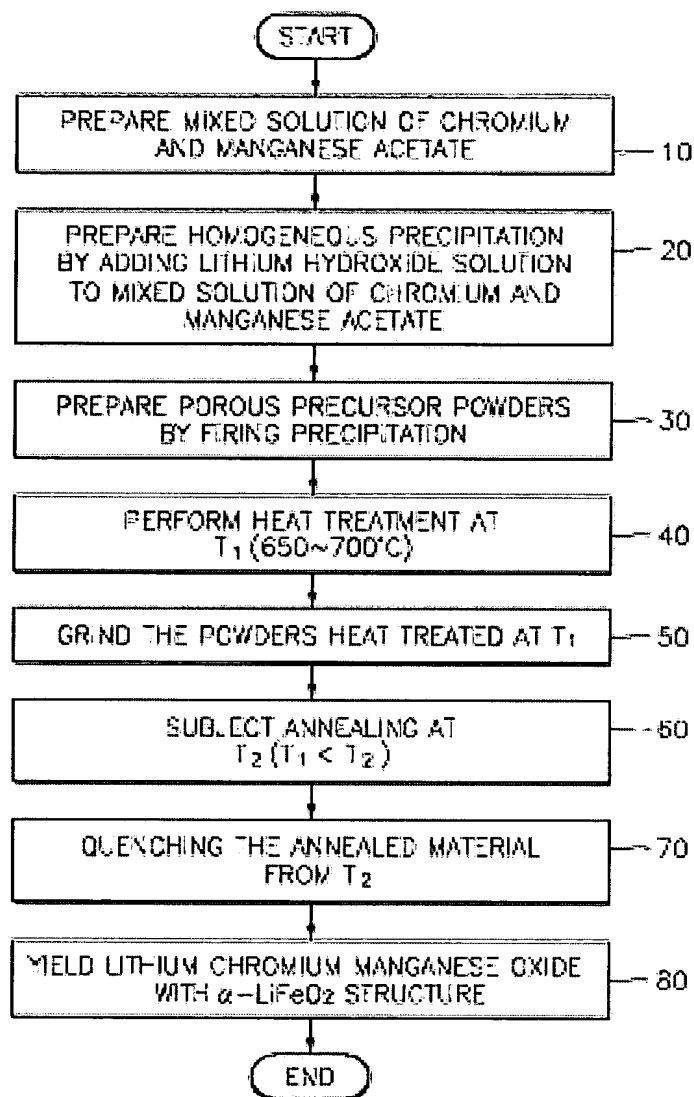 START
PREPARE MIXED SOLUTION OF CHROMIUM
AND MANGANESE ACETATE
10
PREPARE HOMOGENEOUS PRECIPITATION
BY ADDING LITHIUM HYDROXIDE SOLUTION
TO MIXED SOLUTION OF CHROMIUM AND
MANGANESE ACETATE
20
PREPARE POROUS PRECURSOR POWDERS
BY FIRING PRECIPITATION
30
PERFORM HEAT TREATMENT AT
T₁ (650~700°C)
40
GRIND THE POWDERS HEAT TREATED AT T₁
50
SUBJECT ANNEALING AT
T₂ (T₁ < T₂)
60
QUENCHING THE ANNEALED MATERIAL
FROM T₂
70
YIELD LITHIUM CHROMIUM MANGANESE OXIDE
WITH α-LiFeO₂ STRUCTURE
80
END